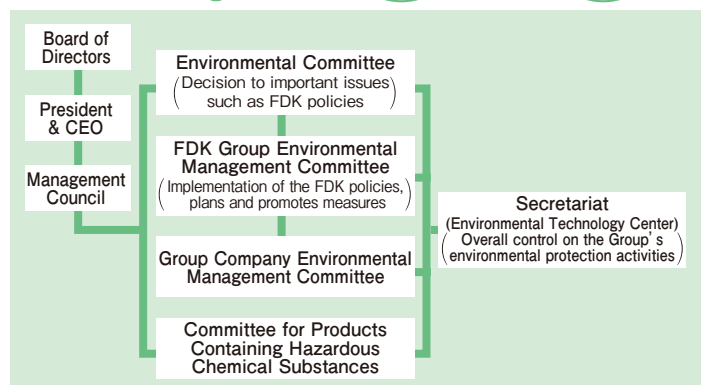 Board of
Directors
President
& CEO
Management
Council
Environmental Committee
(Decision to important issues
such as FDK policies)
FDK Group Environmental
Management Committee
(Implementation of the FDK policies,
plans and promotes measures)
Group Company Environmental
Management Committee
Committee for Products
Containing Hazardous
Chemical Substances
Secretariat
(Environmental Technology Center)
(Overall control on the Group's
environmental protection activities)